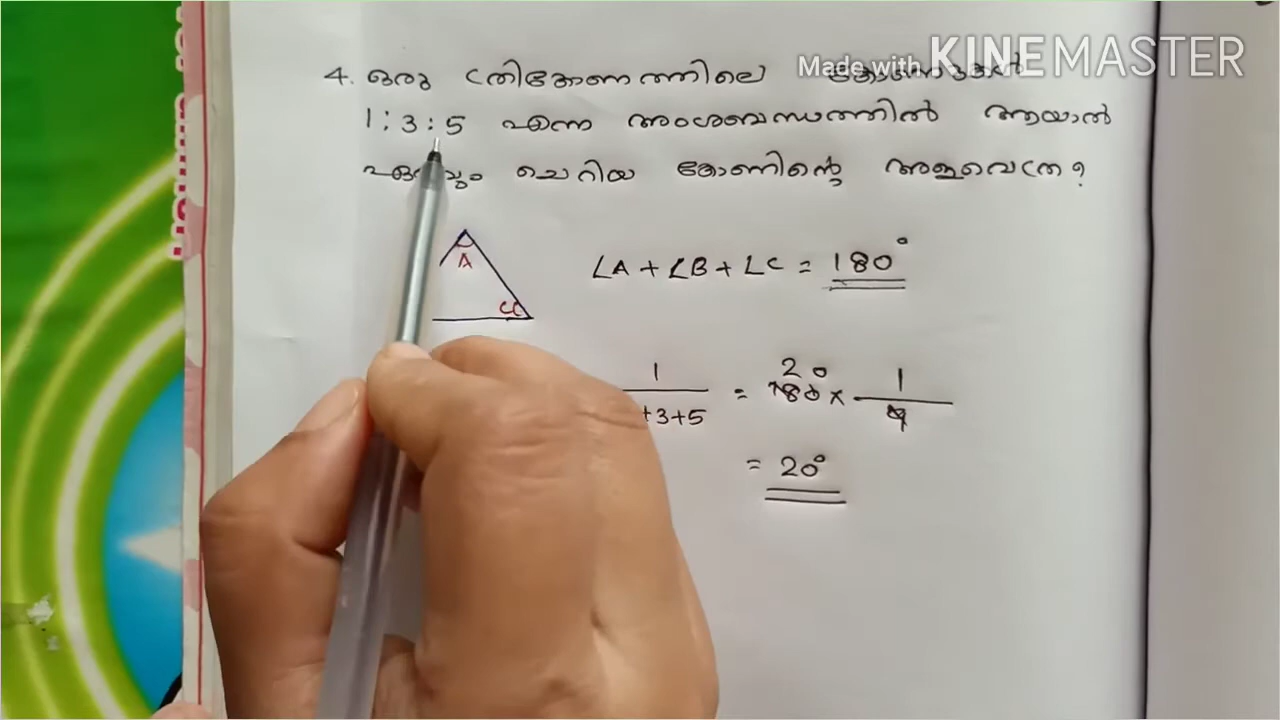 Made with KINEMASTER
4. ഒരു ത്രികോണത്തിലെ
1 : 3 : 5 എന്ന അംശബന്ധത്തിൽ ആയാൽ
ചെറിയ കോണിന്റെ അളവെത്ര?
A
C
∠A + ∠B + ∠C = 180°
1 / +3+5 = 180 × 1 / 9
20
= 20°